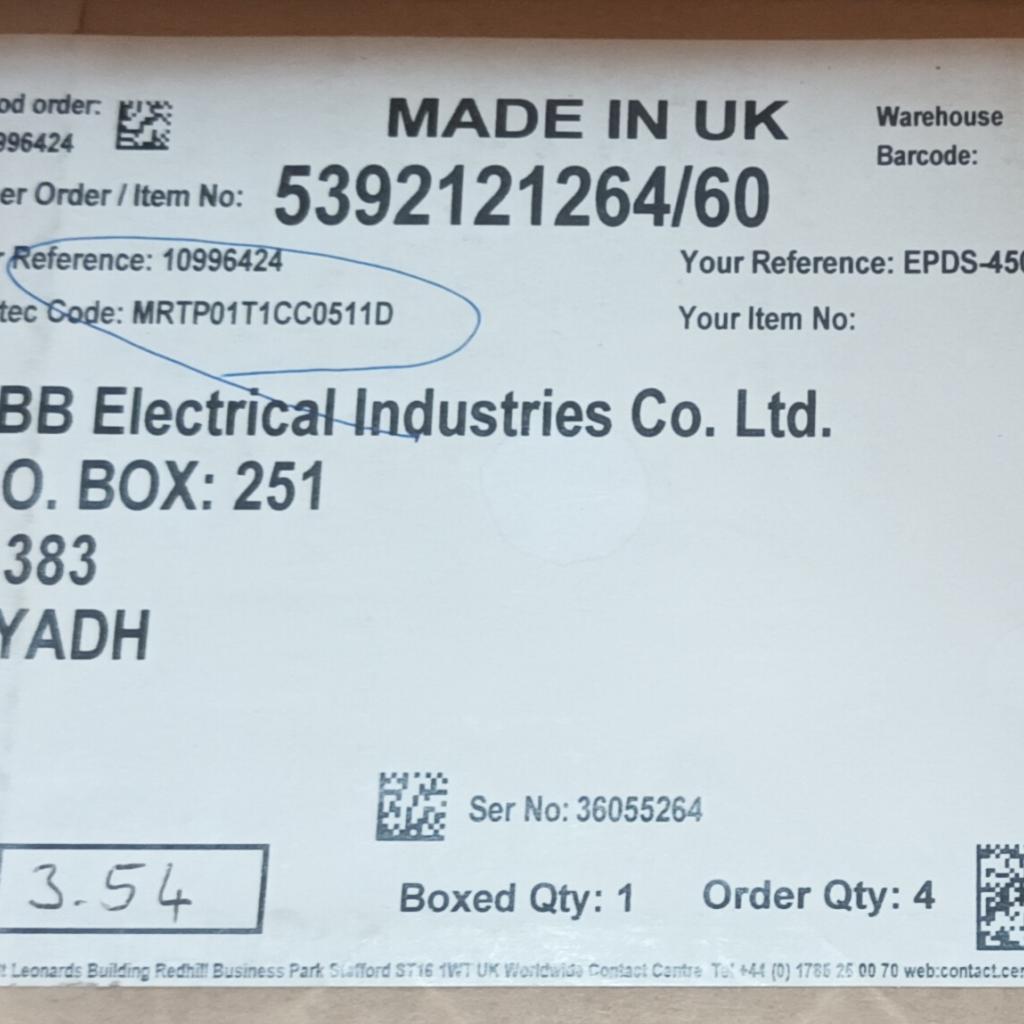 od order:
996424
MADE IN UK
Warehouse
Barcode:
er Order / Item No: 5392121264/60
r Reference: 10996424
Your Reference: EPDS-450
tec Code: MRTP01T1CC0511D
Your Item No:
BB Electrical Industries Co. Ltd.
O. BOX: 251
383
YADH
Ser No: 36055264
3.54
Boxed Qty: 1
Order Qty: 4
t Leonards Building Redhill Business Park Stafford ST16 1WT UK Worldwide Contact Centre Tel +44 (0) 1785 25 00 70 web:contact.cen